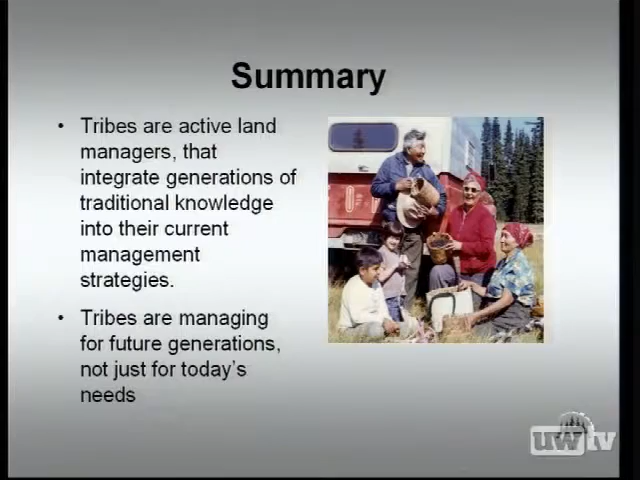 Summary
• Tribes are active land
managers, that
integrate generations of
traditional knowledge
into their current
management
strategies.
• Tribes are managing
for future generations,
not just for today's
needs
uwtv